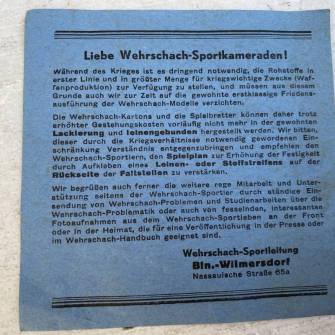 Liebe Wehrschach-Sportkameraden!
Während des Krieges ist es dringend notwendig, die Rohstoffe in
erster Linie und in größter Menge für kriegswichtige Zwecke (Waf-
fenproduktion) zur Verfügung zu stellen, und müssen aus diesem
Grunde auch wir zur Zeit auf die gewohnte erstklassige Friedens-
ausführung der Wehrschach-Modelle verzichten.
Die Wehrschach-Kartons und die Spielbretter können daher trotz
erhöhter Gestehungskosten vorläufig nicht mehr in der gewohnten
Lackierung und leinengebunden hergestellt werden. Wir bitten,
dieser durch die Kriegsverhältnisse notwendig gewordenen Ein-
schränkung Verständnis entgegenzubringen und empfehlen den
Wehrschach-Sportlern, den Spielplan zur Erhöhung der Festigkeit
durch Aufkleben eines Leinen- oder Stoffstreifens auf der
Rückseite der Faltstellen zu verstärken.
Wir begrüßen auch ferner die weitere rege Mitarbeit und Unter-
stützung seitens der Wehrschach-Sportler durch ständige Ein-
sendung von Wehrschach-Problemen und Studienarbeiten über die
Wehrschach-Problematik oder auch von fesselnden, interessanten
Fotoaufnahmen aus dem Wehrschach-Sportleben an der Front
oder in der Heimat, die für eine Veröffentlichung in der Presse oder
im Wehrschach-Handbuch geeignet sind.
Wehrschach-Sportleitung
Bln.-Wilmersdorf
Nassauische Straße 65a